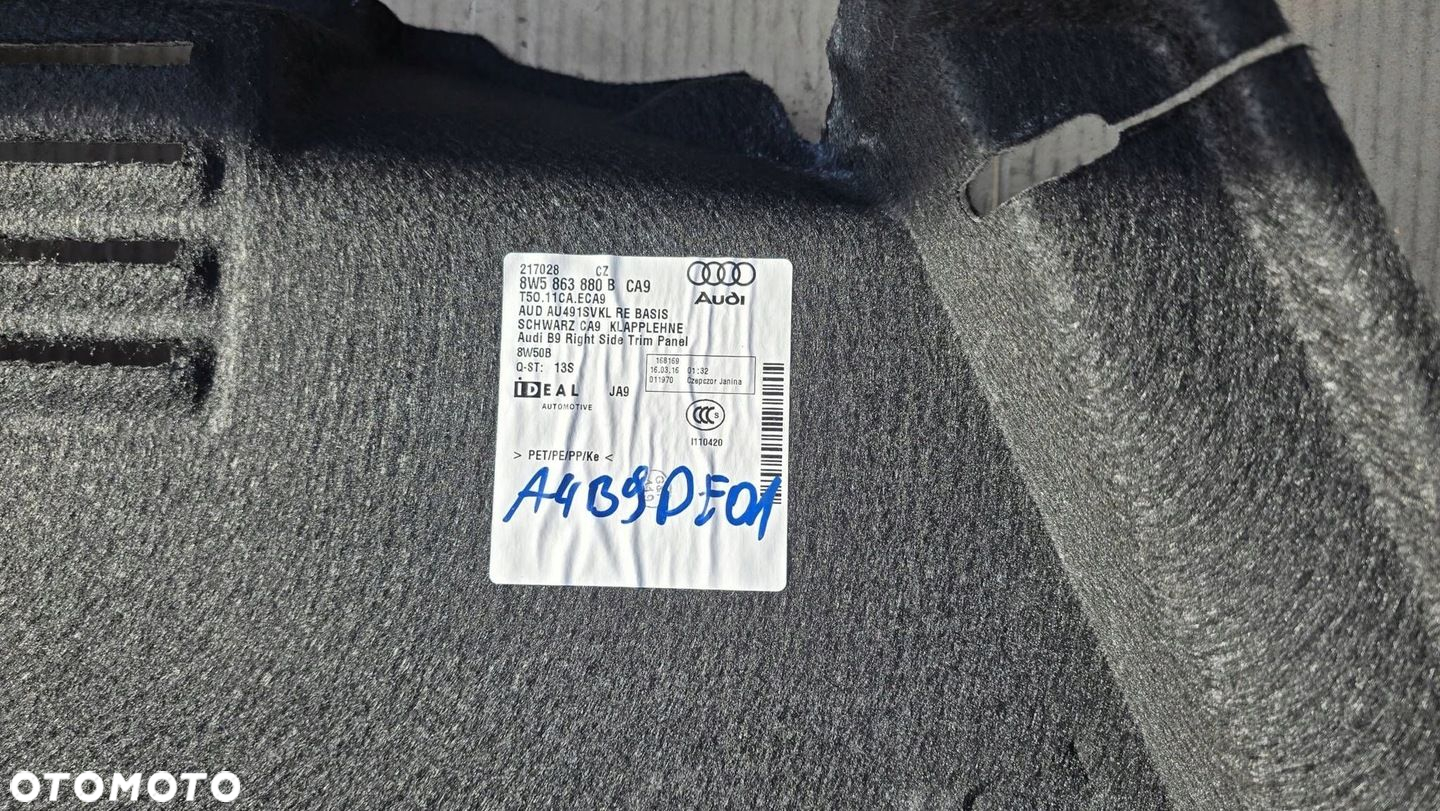 217028 CZ
8W5 863 880 B CA9
T50.11CA.ECA9
AUD AU491SVKL RE BASIS
SCHWARZ CA9 KLAPPLEHNE
Audi B9 Right Side Trim Panel
8W50B
Q-ST: 13S
Audi
168169
16.03.16 01:32
011970 Czepczor Janina
iDEAL JA9
AUTOMOTIVE
CCC S
I110420
> PET/PE/PP/Ke <
A4B9DE01
OTOMOTO